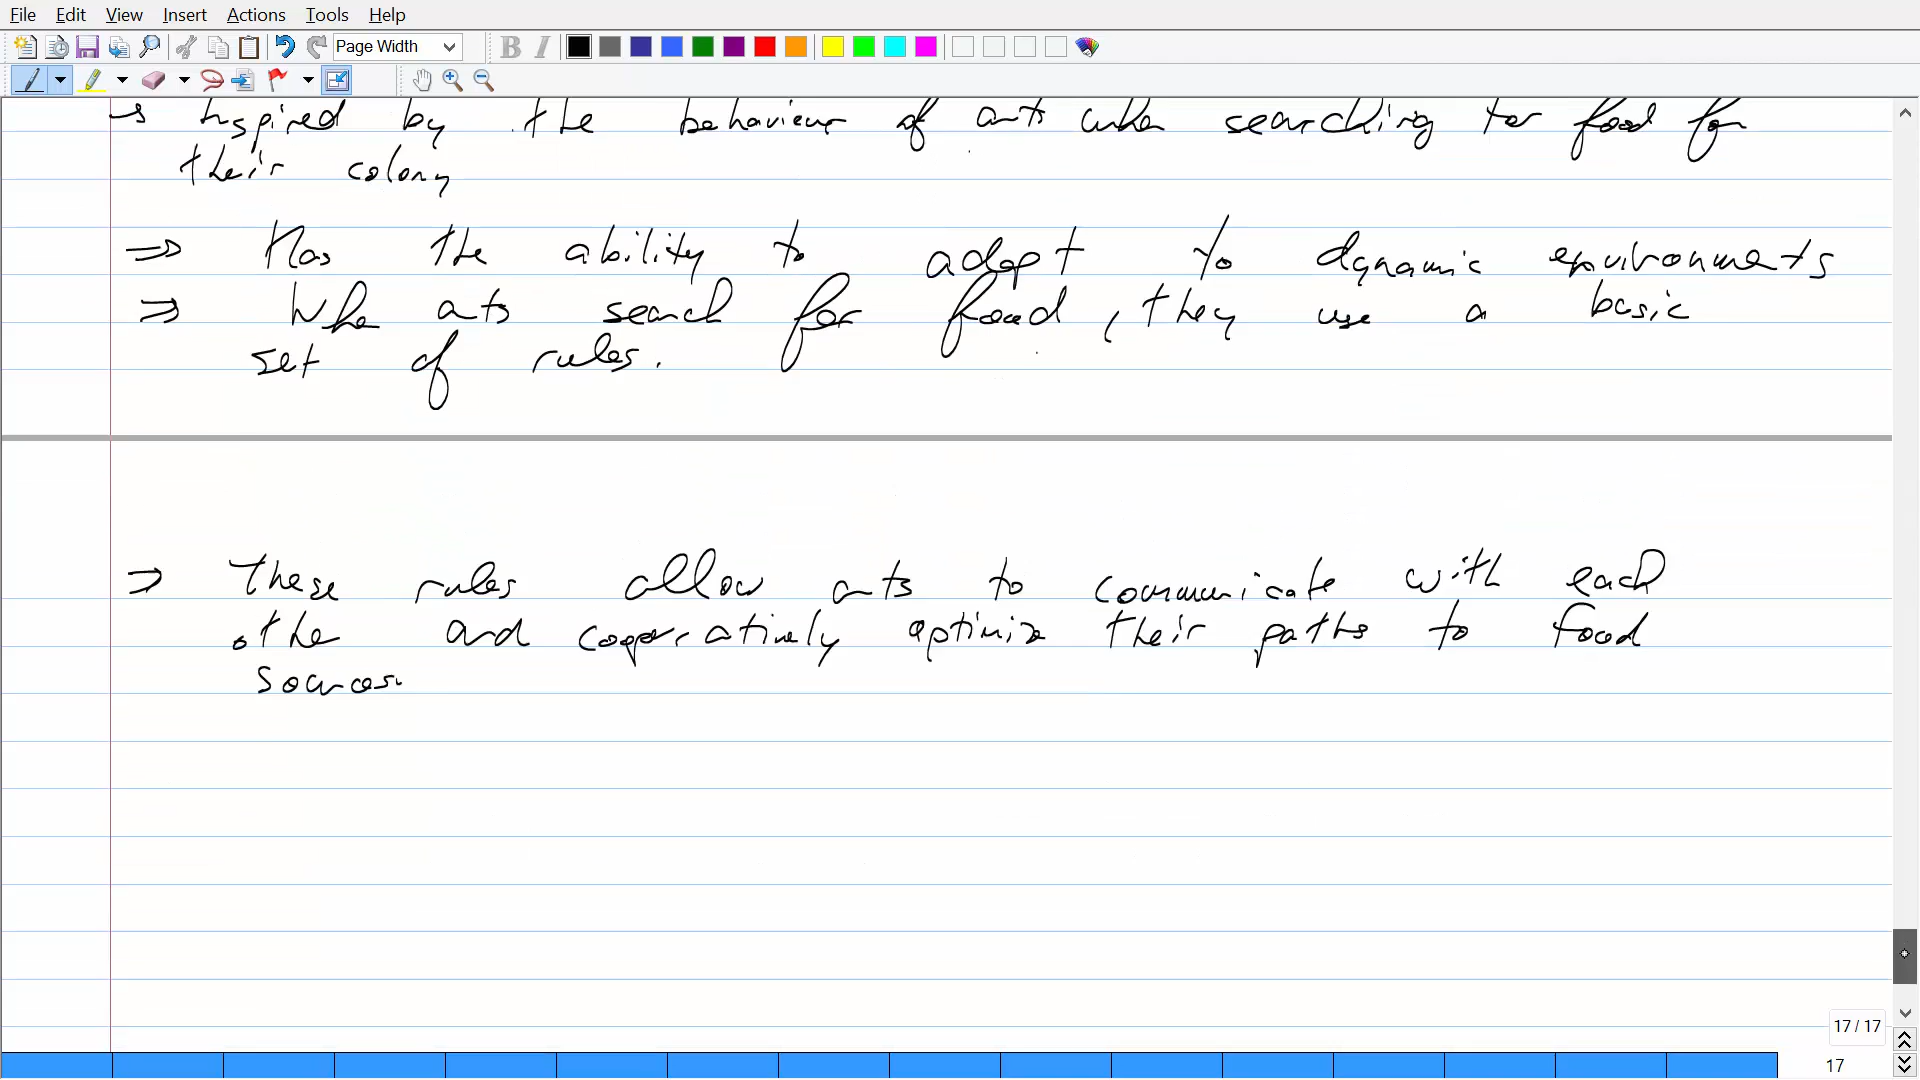 File Edit View Insert Actions Tools Help
Page Width
B I
→ Inspired by the behaviour of ants when searching for food for
their colony
⇒ Has the ability to adapt to dynamic environments
⇒ When ants search for food, they use a basic
set of rules.
⇒ These rules allow ants to communicate with each
other and cooperatively optimize their paths to food
sources.
17 / 17
17